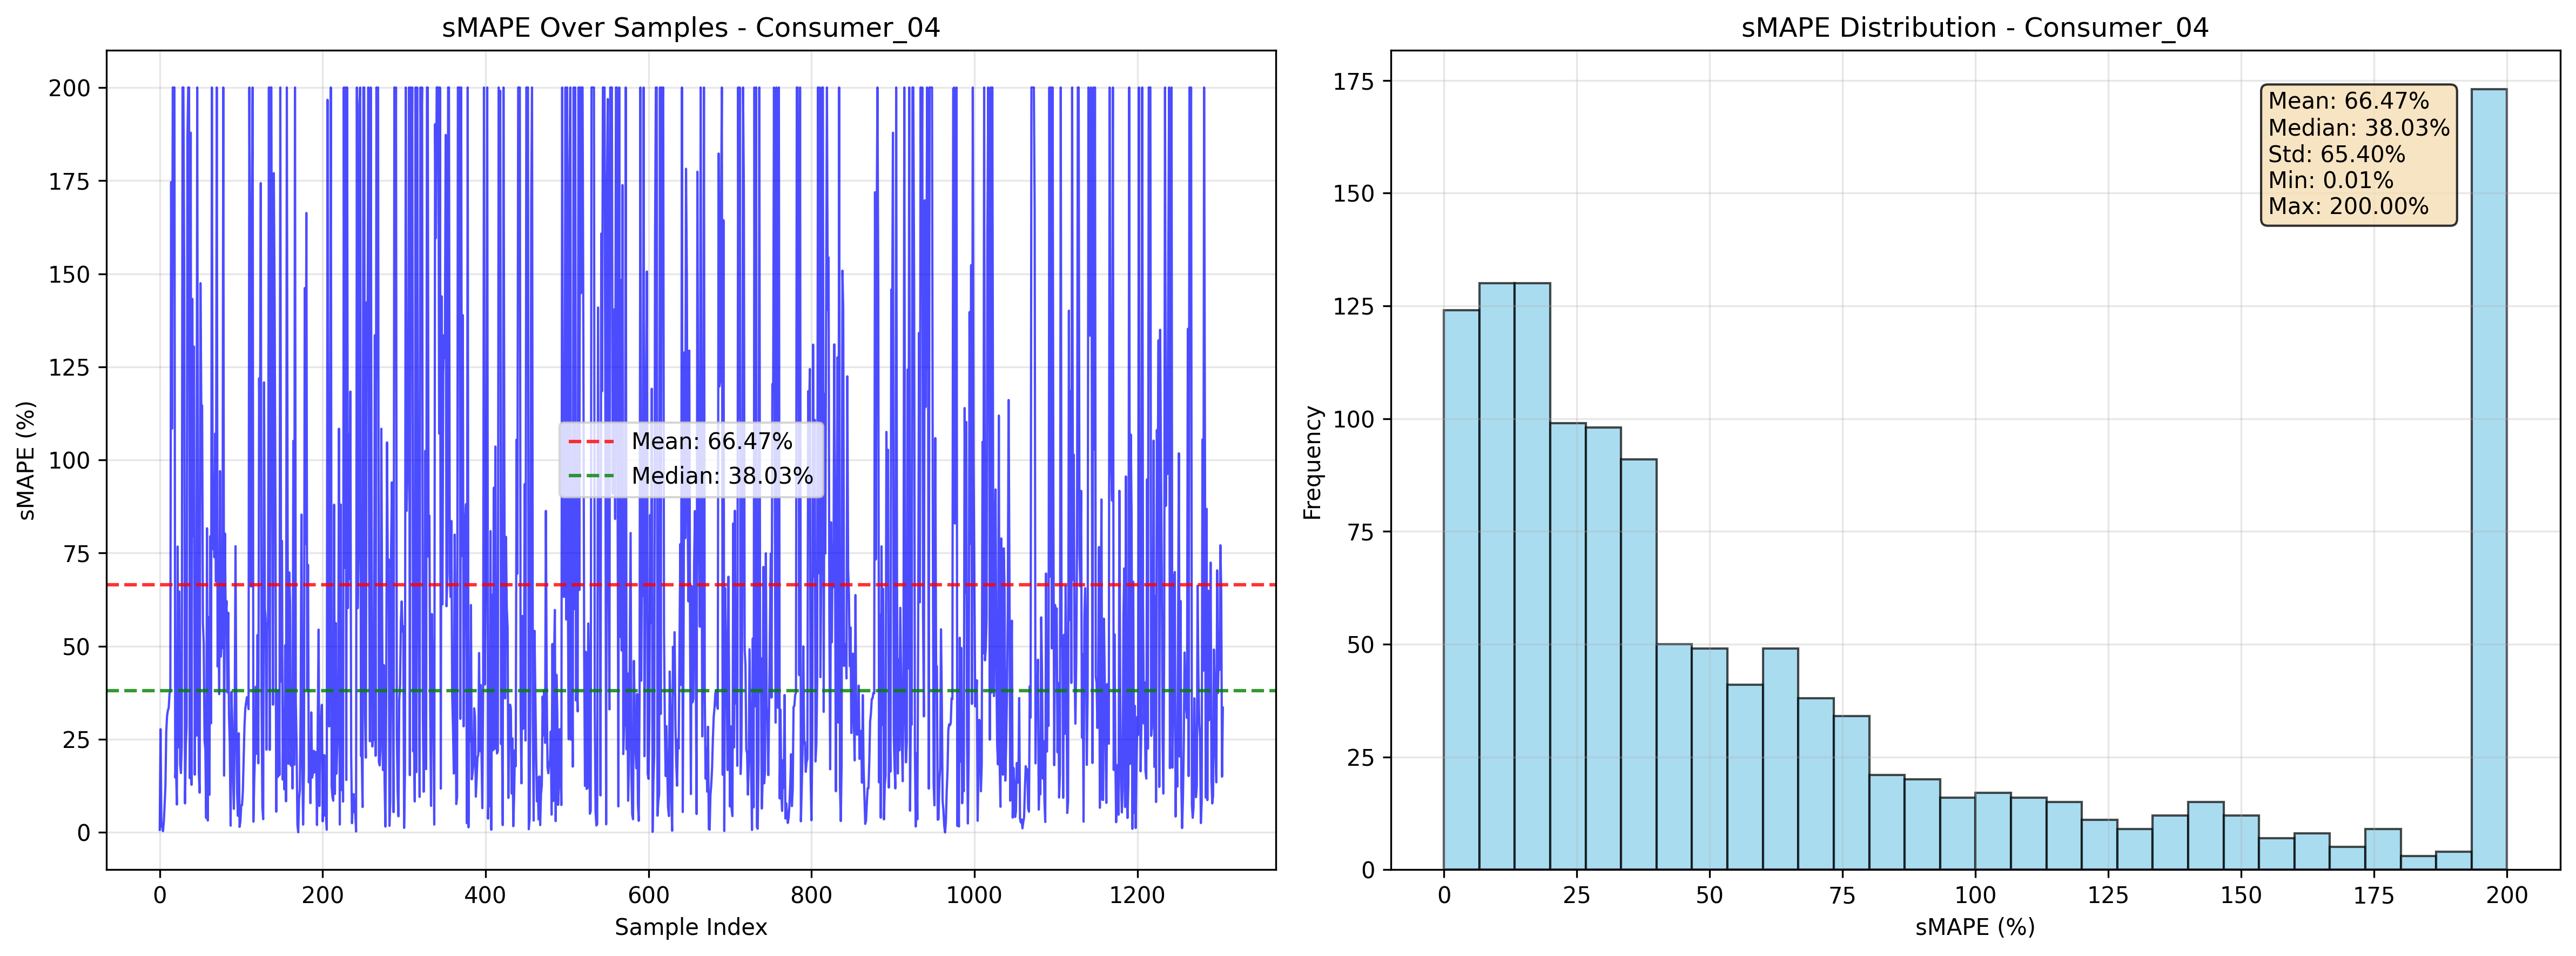 sMAPE Over Samples - Consumer_04
sMAPE (%)
200
175
150
125
100
75
50
25
0
Mean: 66.47%
Median: 38.03%
0 200 400 600 800 1000 1200
Sample Index
sMAPE Distribution - Consumer_04
Frequency
175
150
125
100
75
50
25
0
Mean: 66.47%
Median: 38.03%
Std: 65.40%
Min: 0.01%
Max: 200.00%
0 25 50 75 100 125 150 175 200
sMAPE (%)